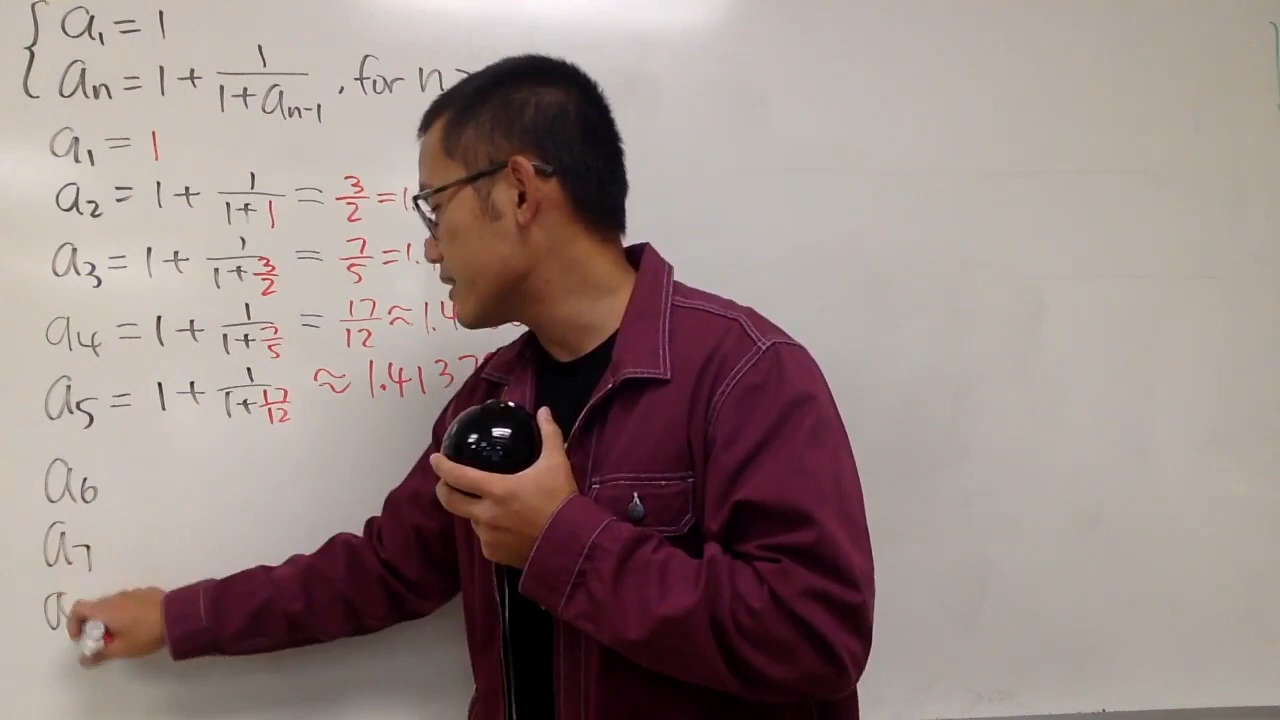 { a₁ = 1
aₙ = 1 + 1/(1+aₙ₋₁) , for n
a₁ = 1
a₂ = 1 + 1/(1+1) = 3/2 = 1.
a₃ = 1 + 1/(1+3/2) = 7/5 = 1.
a₄ = 1 + 1/(1+7/5) = 17/12 ≈ 1.4
a₅ = 1 + 1/(1+17/12) ≈ 1.4137
a₆
a₇
a